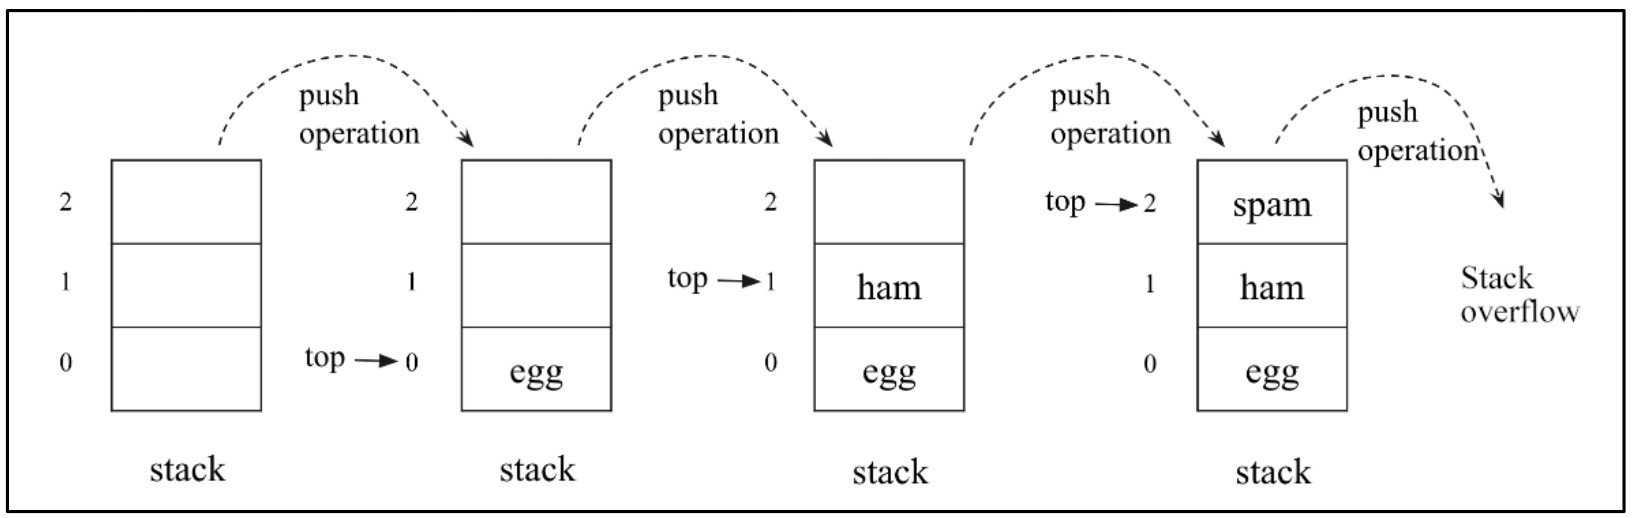 push
operation
push
operation
push
operation
push
operation
2
1
0
stack
2
1
top 0
egg
stack
2
top 1
ham
0
egg
stack
top 2
spam
1
ham
0
egg
stack
Stack
overflow